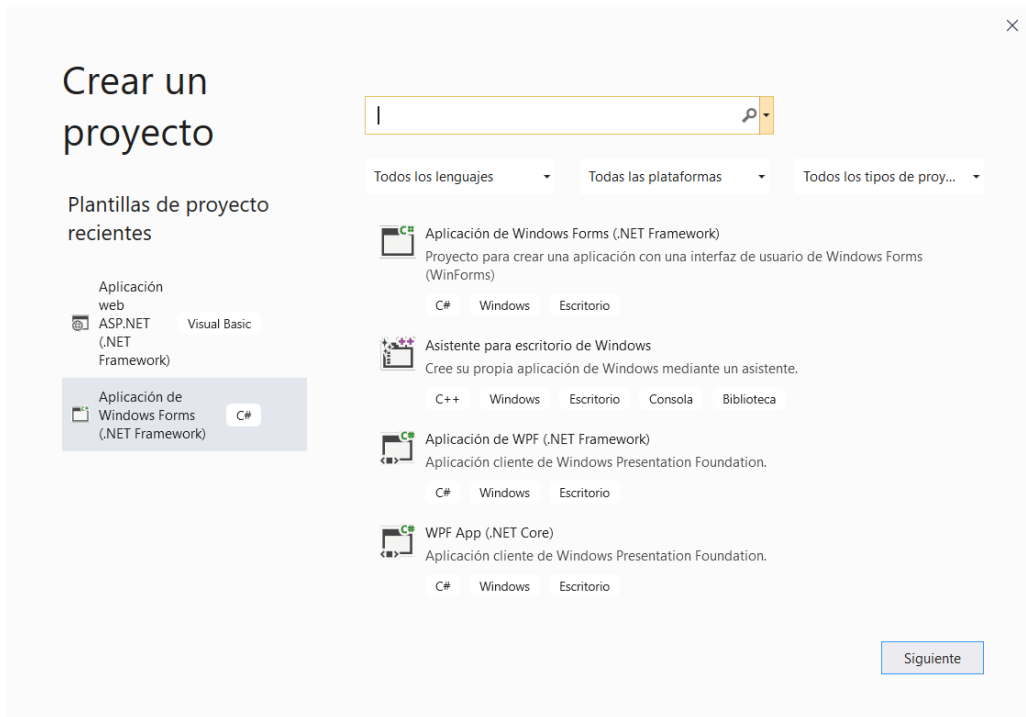 Crear un
proyecto
Plantillas de proyecto
recientes
Aplicación
web
ASP.NET
(.NET
Framework)
Visual Basic
Aplicación de
Windows Forms
(.NET Framework)
C#
Todos los lenguajes
Todas las plataformas
Todos los tipos de proy...
Aplicación de Windows Forms (.NET Framework)
Proyecto para crear una aplicación con una interfaz de usuario de Windows Forms
(WinForms)
C# Windows Escritorio
Asistente para escritorio de Windows
Cree su propia aplicación de Windows mediante un asistente.
C++ Windows Escritorio Consola Biblioteca
Aplicación de WPF (.NET Framework)
Aplicación cliente de Windows Presentation Foundation.
C# Windows Escritorio
WPF App (.NET Core)
Aplicación cliente de Windows Presentation Foundation.
C# Windows Escritorio
Siguiente